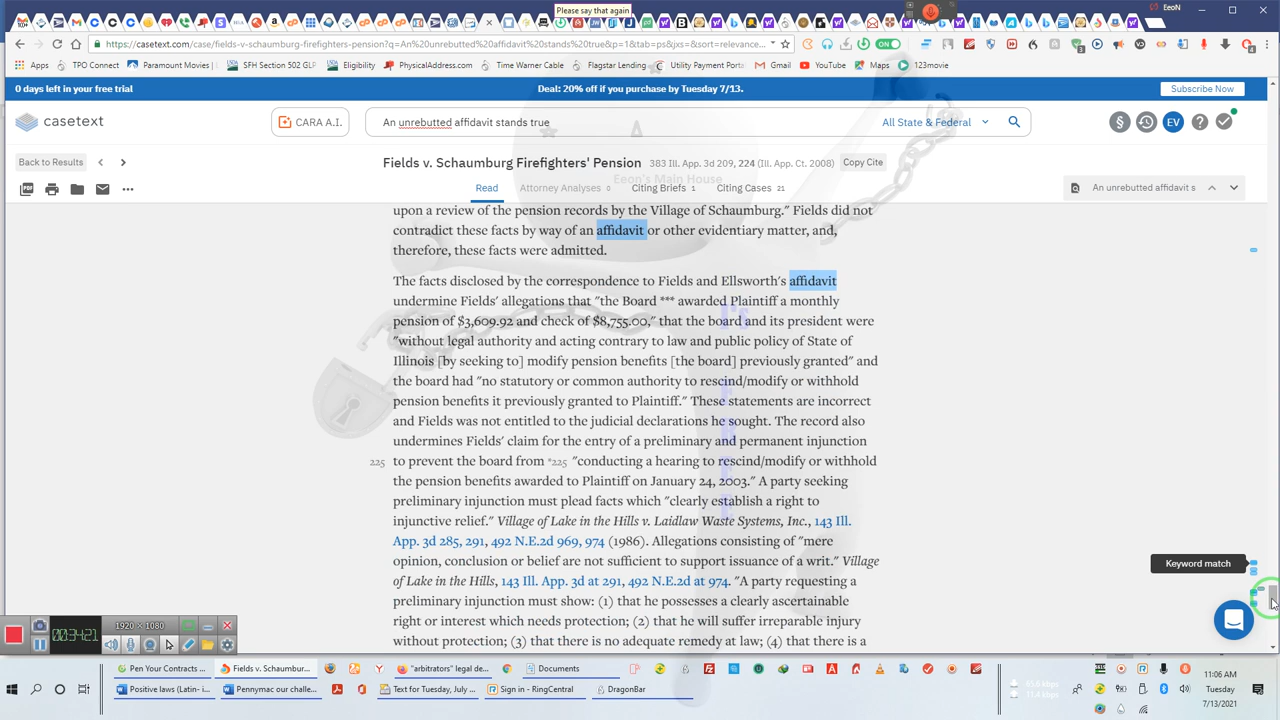 Please say that again
EeoN
casetext.com/case/fields-v-schaumburg-firefighters-pension?q=An%20unrebutted%20affidavit%20stands%20true&p=1&tab=ps&jxs=&sort=relevance...
ON
Apps
TPO Connect
Paramount Movies
USDA
SFH Section 502 GLP
USDA
Eligibility
PhysicalAddress.com
Time Warner Cable
Flagstar Lending
Utility Payment Porta
Gmail
YouTube
Maps
123movie
0 days left in your free trial
Deal: 20% off if you purchase by Tuesday 7/13.
Subscribe Now
casetext
CARA A.I.
An unrebutted affidavit stands true
All State & Federal
EV
Back to Results
Fields v. Schaumburg Firefighters' Pension
383 Ill. App. 3d 209, 224 (Ill. App. Ct. 2008)
Copy Cite
Eeon's Main House
Read
Attorney Analyses 0
Citing Briefs 1
Citing Cases 21
An unrebutted affidavit s
upon a review of the pension records by the Village of Schaumburg." Fields did not
contradict these facts by way of an affidavit or other evidentiary matter, and,
therefore, these facts were admitted.
The facts disclosed by the correspondence to Fields and Ellsworth's affidavit
undermine Fields' allegations that "the Board *** awarded Plaintiff a monthly
pension of $3,609.92 and check of $8,755.00," that the board and its president were
"without legal authority and acting contrary to law and public policy of State of
Illinois [by seeking to] modify pension benefits [the board] previously granted" and
the board had "no statutory or common authority to rescind/modify or withhold
pension benefits it previously granted to Plaintiff." These statements are incorrect
and Fields was not entitled to the judicial declarations he sought. The record also
undermines Fields' claim for the entry of a preliminary and permanent injunction
225 to prevent the board from *225 "conducting a hearing to rescind/modify or withhold
the pension benefits awarded to Plaintiff on January 24, 2003." A party seeking
preliminary injunction must plead facts which "clearly establish a right to
injunctive relief." Village of Lake in the Hills v. Laidlaw Waste Systems, Inc., 143 Ill.
App. 3d 285, 291, 492 N.E.2d 969, 974 (1986). Allegations consisting of "mere
opinion, conclusion or belief are not sufficient to support issuance of a writ." Village
of Lake in the Hills, 143 Ill. App. 3d at 291, 492 N.E.2d at 974. "A party requesting a
preliminary injunction must show: (1) that he possesses a clearly ascertainable
right or interest which needs protection; (2) that he will suffer irreparable injury
without protection; (3) that there is no adequate remedy at law; (4) that there is a
Keyword match
1920 × 1080
Pen Your Contracts ...
Fields v. Schaumbur...
"arbitrators" legal de...
Documents
Positive laws (Latin- i...
Pennymac our challe...
Text for Tuesday, July ...
Sign in - RingCentral
DragonBar
11:06 AM
Tuesday
7/13/2021